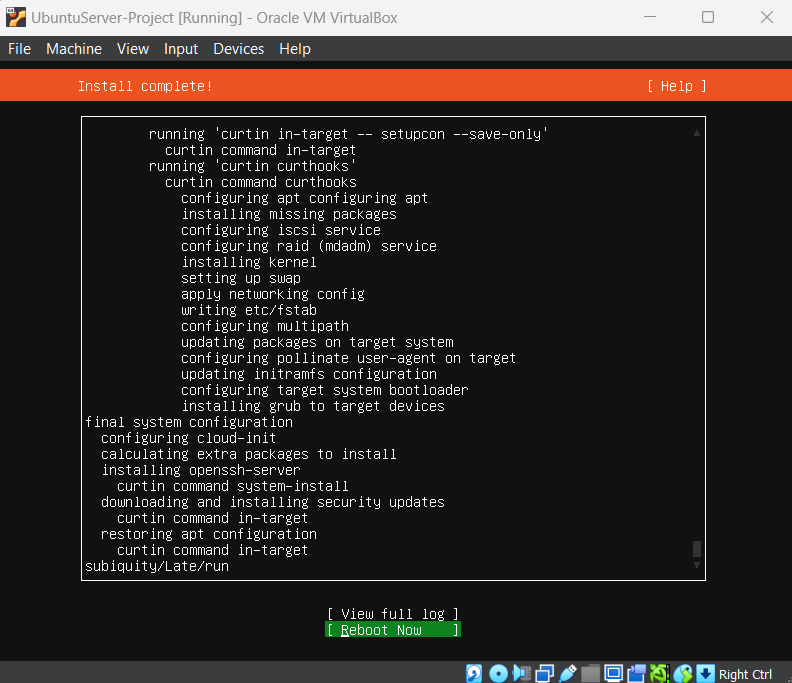 UbuntuServer-Project [Running] - Oracle VM VirtualBox
File Machine View Input Devices Help
Install complete! [ Help ]
running 'curtin in-target -- setupcon --save-only'
curtin command in-target
running 'curtin curthooks'
curtin command curthooks
configuring apt configuring apt
installing missing packages
configuring iscsi service
configuring raid (mdadm) service
installing kernel
setting up swap
apply networking config
writing etc/fstab
configuring multipath
updating packages on target system
configuring pollinate user-agent on target
updating initramfs configuration
configuring target system bootloader
installing grub to target devices
final system configuration
configuring cloud-init
calculating extra packages to install
installing openssh-server
curtin command system-install
downloading and installing security updates
curtin command in-target
restoring apt configuration
curtin command in-target
subiquity/Late/run
[ View full log ]
[ Reboot Now ]
Right Ctrl